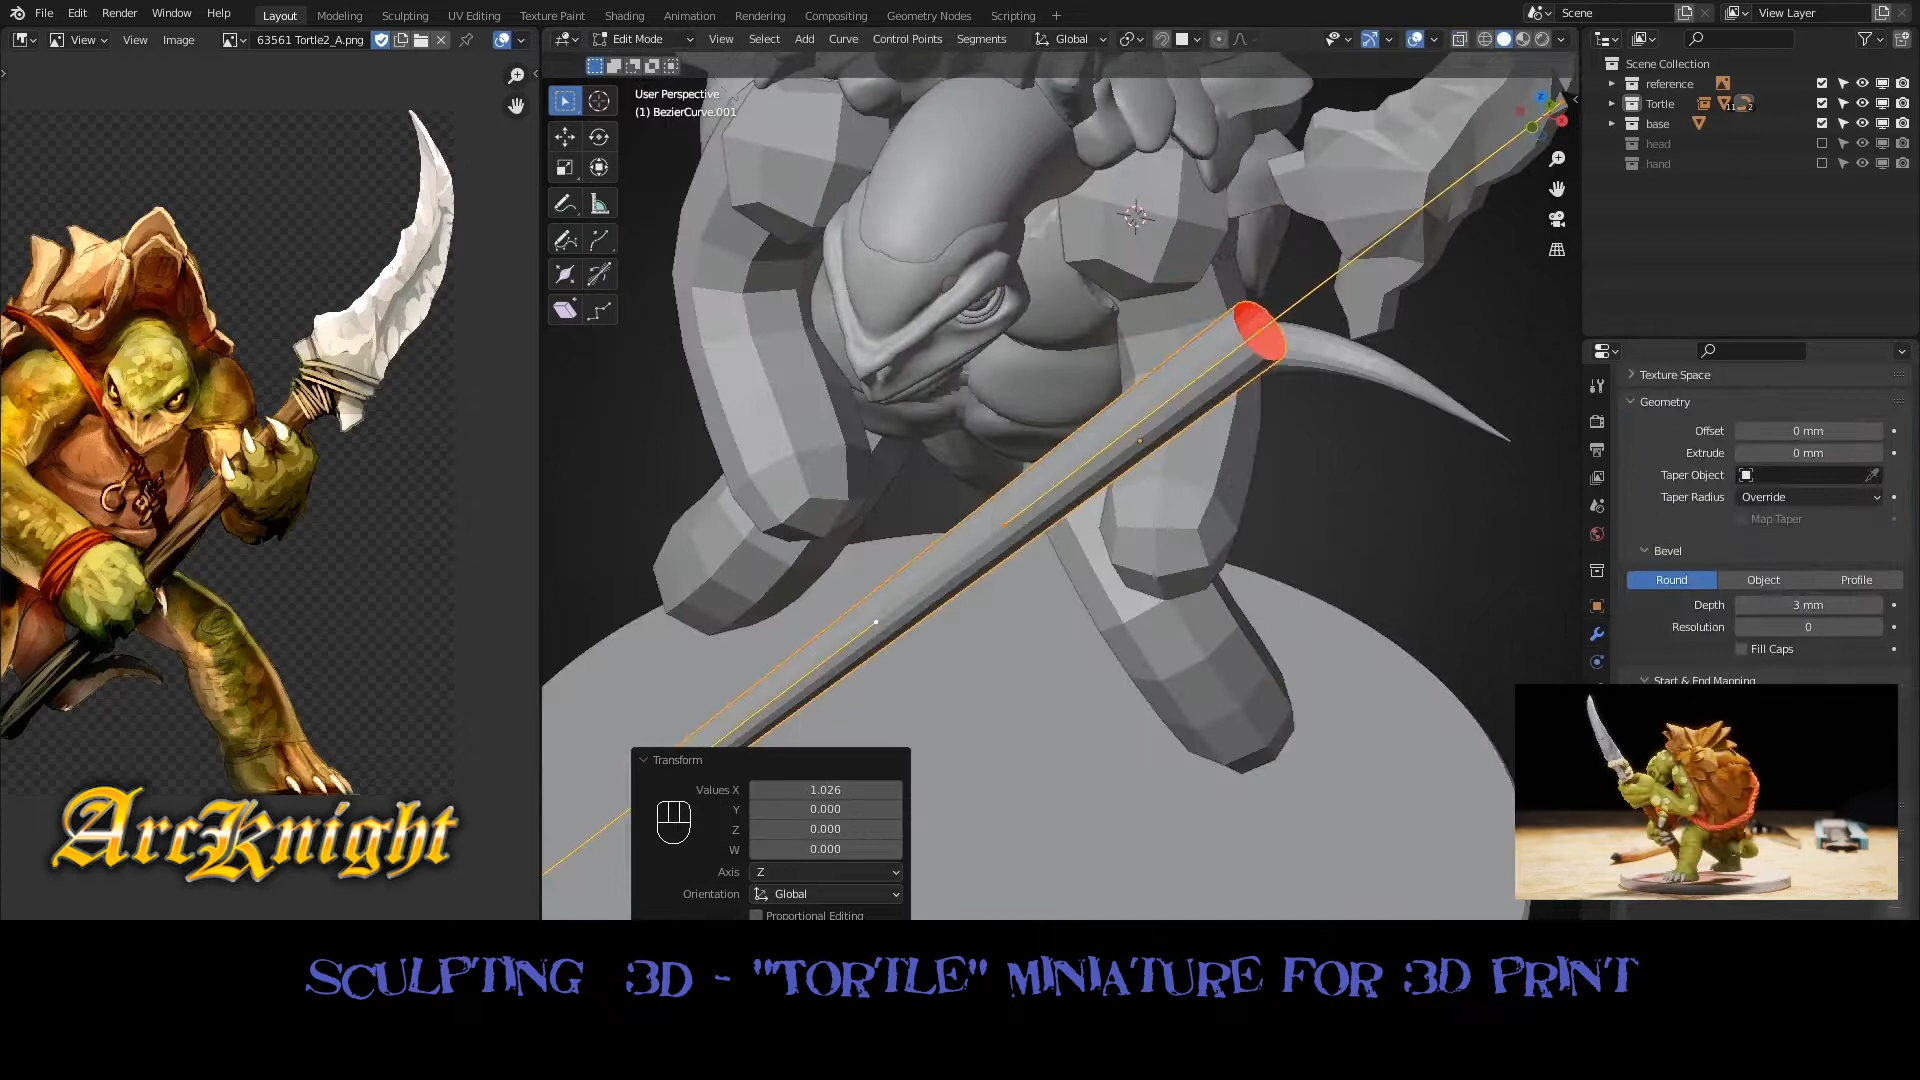 File Edit Render Window Help Layout Modeling Sculpting UV Editing Texture Paint Shading Animation Rendering Compositing Geometry Nodes Scripting + Scene View Layer
View View Image 63561 Tortle2_A.png Edit Mode View Select Add Curve Control Points Segments Global
User Perspective
(1) BezierCurve.001
Scene Collection
reference
Tortle 11 2
base
head
hand
Texture Space
Geometry
Offset 0 mm
Extrude 0 mm
Taper Object
Taper Radius Override
Map Taper
Bevel
Round Object Profile
Depth 3 mm
Resolution 0
Fill Caps
Start & End Mapping
Transform
Values X 1.026
Y 0.000
Z 0.000
W 0.000
Axis Z
Orientation Global
Proportional Editing
ArcKnight
SCULPTING 3D - "TORTLE" MINIATURE FOR 3D PRINT